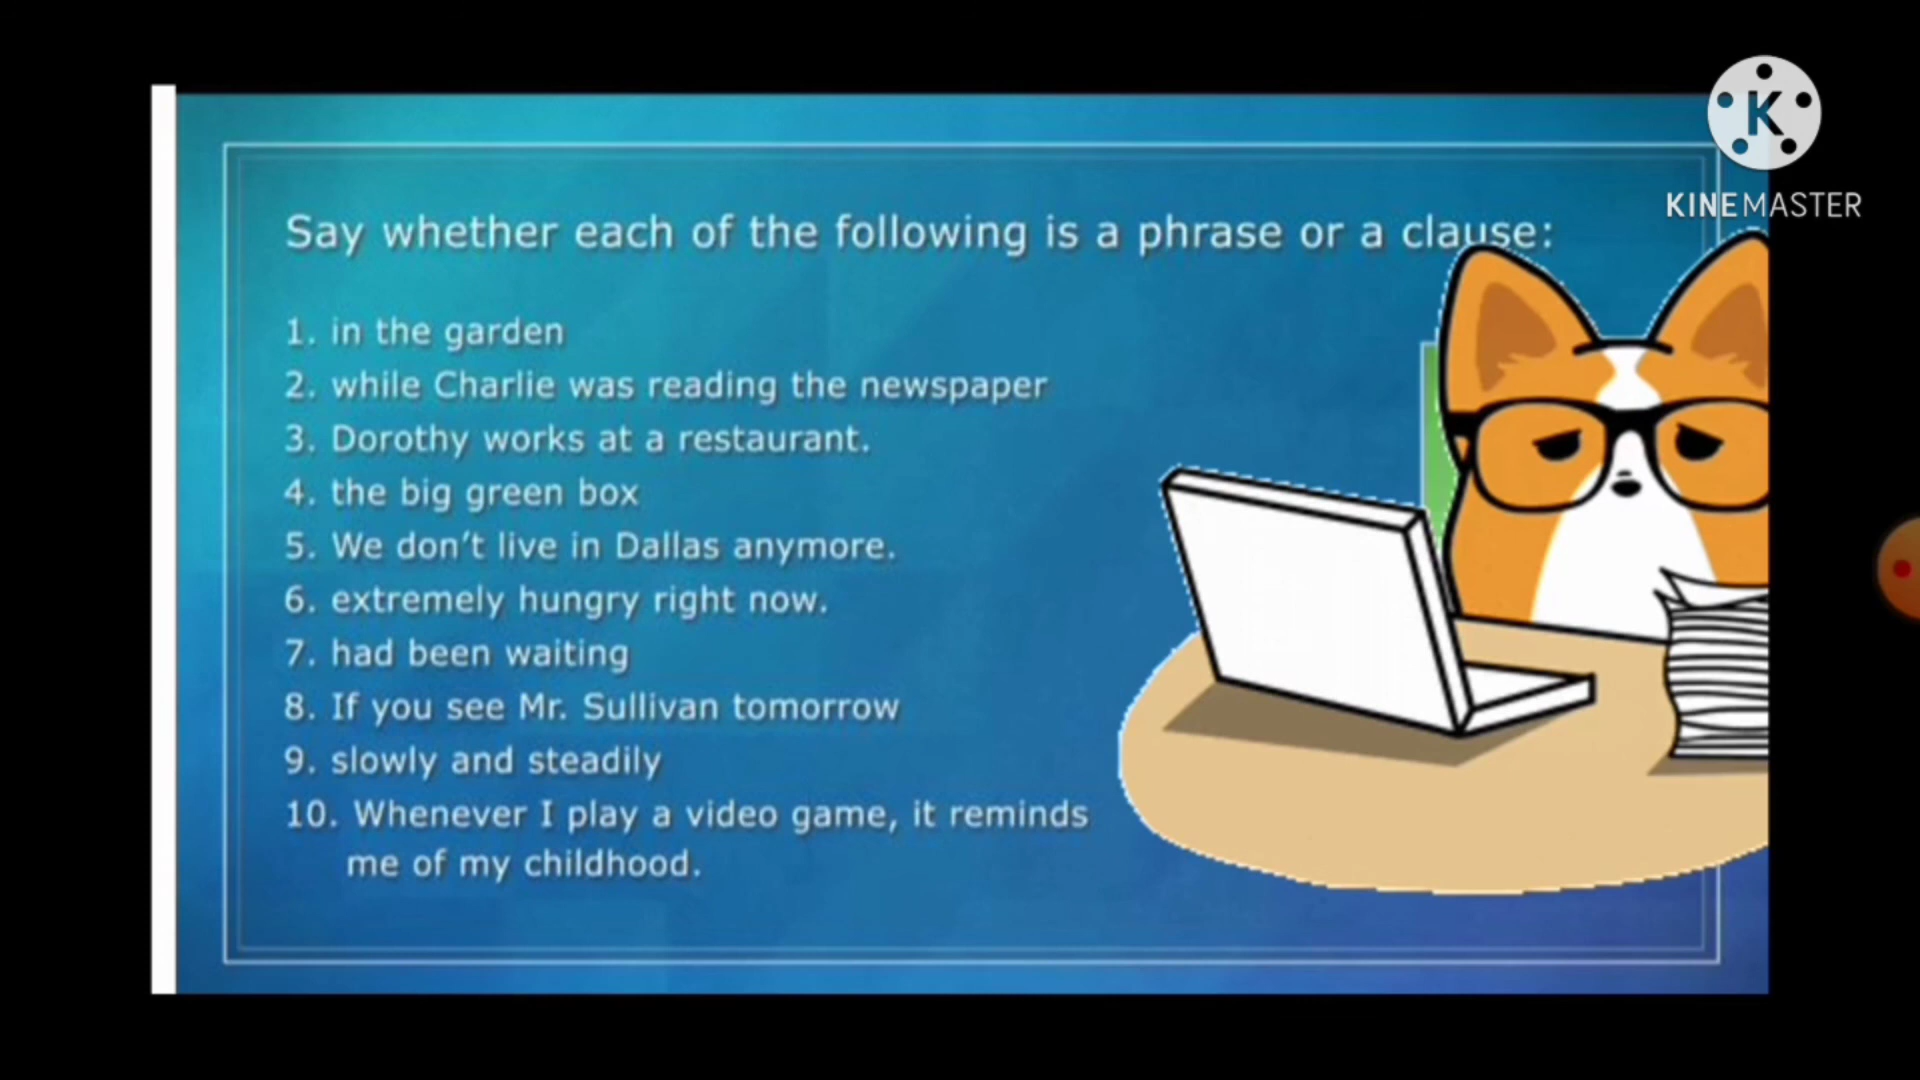 K
KINEMASTER
Say whether each of the following is a phrase or a clause:
1. in the garden
2. while Charlie was reading the newspaper
3. Dorothy works at a restaurant.
4. the big green box
5. We don’t live in Dallas anymore.
6. extremely hungry right now.
7. had been waiting
8. If you see Mr. Sullivan tomorrow
9. slowly and steadily
10. Whenever I play a video game, it reminds
me of my childhood.